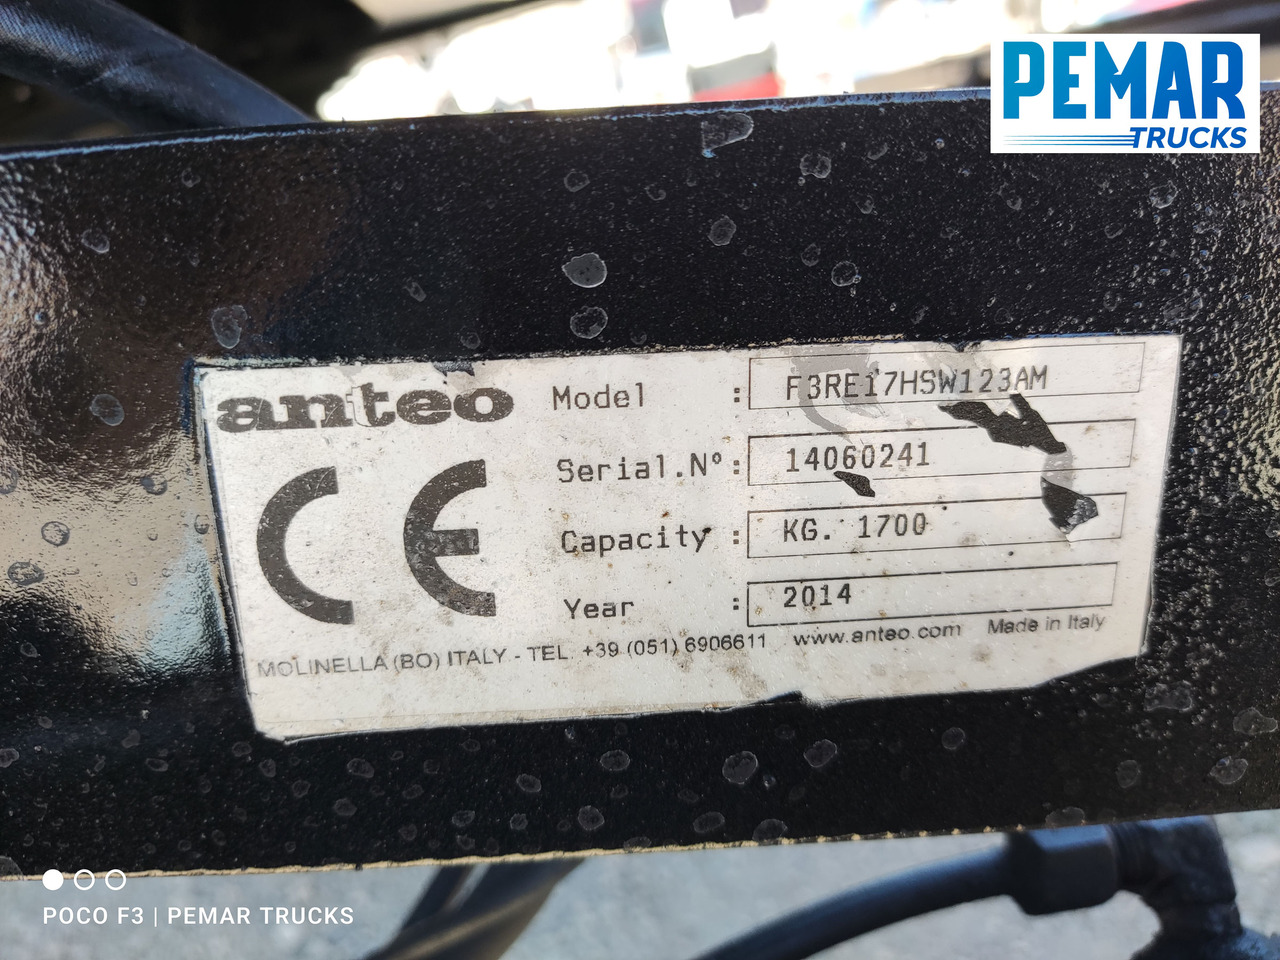 PEMAR
TRUCKS
anteo
CE
Model : F3RE17HSW123AM
Serial.N° : 14060241
Capacity : KG. 1700
Year : 2014
MOLINELLA (BO) ITALY - TEL +39 (051) 6906611 www.anteo.com Made in Italy
POCO F3 | PEMAR TRUCKS